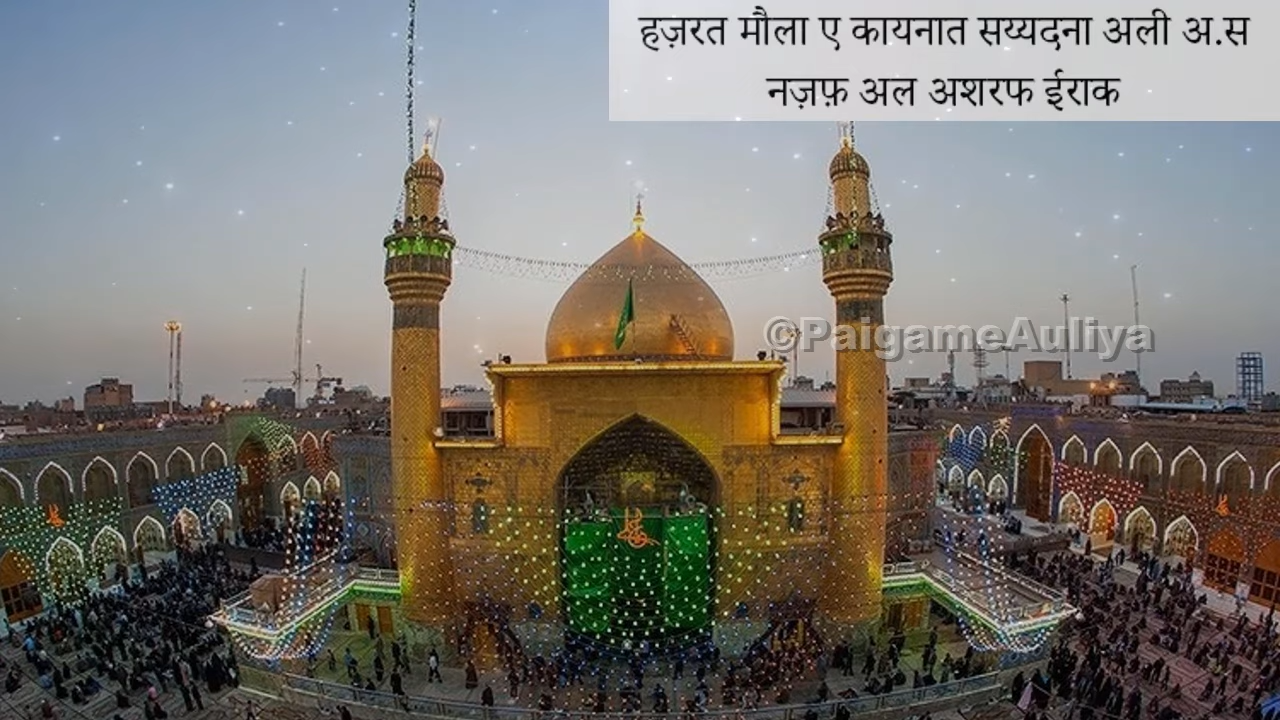 हज़रत मौला ए कायनात सय्यदना अली अ.स
नज़फ़ अल अशरफ ईराक
©PaigameAuliya